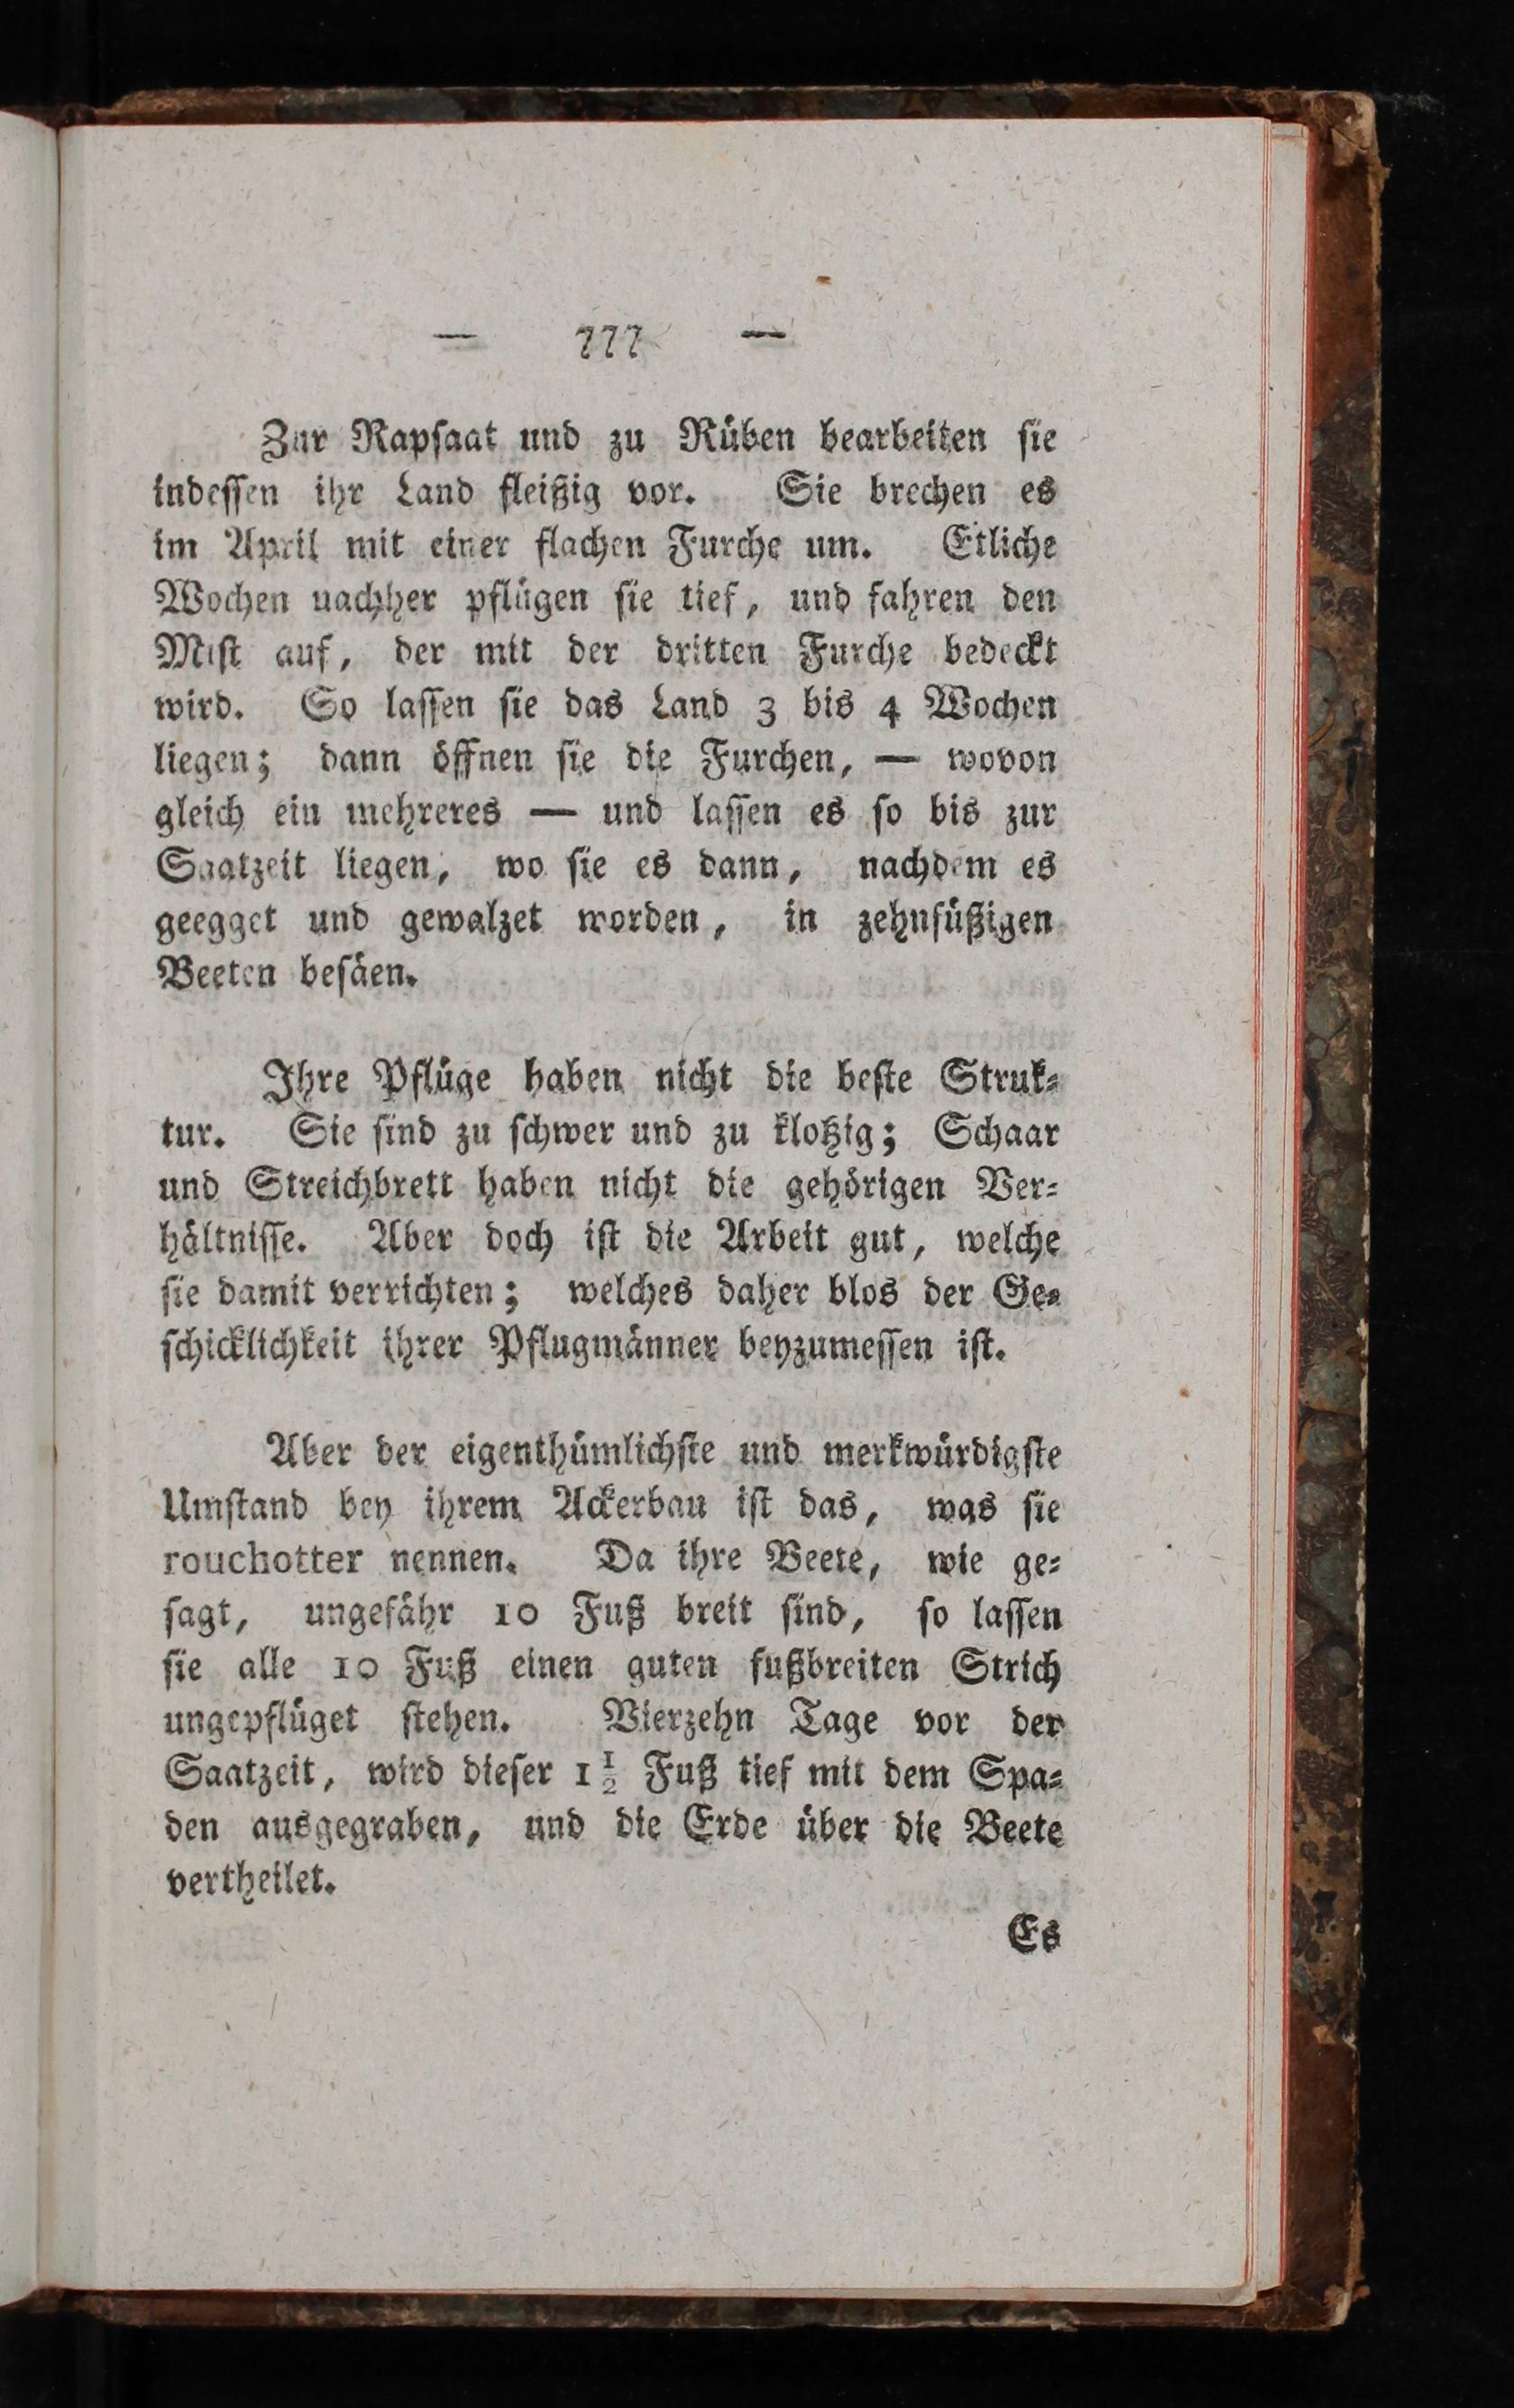 — 777 —
Zur Rapſaat und zu Rüben bearbeiten ſie
indeſſen ihr Land fleißig vor. Sie brechen es
im April mit einer flachen Furche um. Etliche
Wochen nachher pflügen ſie tief, und fahren den
Miſt auf, der mit der dritten Furche bedeckt
wird. So laſſen ſie das Land 3 bis 4 Wochen
liegen; dann öffnen ſie die Furchen, — wovon
gleich ein mehreres — und laſſen es ſo bis zur
Saatzeit liegen, wo ſie es dann, nachdem es
geegget und gewalzet worden, in zehnfüßigen
Beeten beſäen.
Ihre Pflüge haben nicht die beſte Struk⸗
tur. Sie ſind zu ſchwer und zu klotzig; Schaar
und Streichbrett haben nicht die gehörigen Ver⸗
hältniſſe. Aber doch iſt die Arbeit gut, welche
ſie damit verrichten; welches daher blos der Ge⸗
ſchicklichkeit ihrer Pflugmänner beyzumeſſen iſt.
Aber der eigenthümlichſte und merkwürdigſte
Umſtand bey ihrem Ackerbau iſt das, was ſie
rouchotter nennen. Da ihre Beete, wie ge⸗
ſagt, ungefähr 10 Fuß breit ſind, ſo laſſen
ſie alle 10 Fuß einen guten fußbreiten Strich
ungepflüget ſtehen. Vierzehn Tage vor der
Saatzeit, wird dieſer 1½ Fuß tief mit dem Spa⸗
den ausgegraben, und die Erde über die Beete
vertheilet.
Es